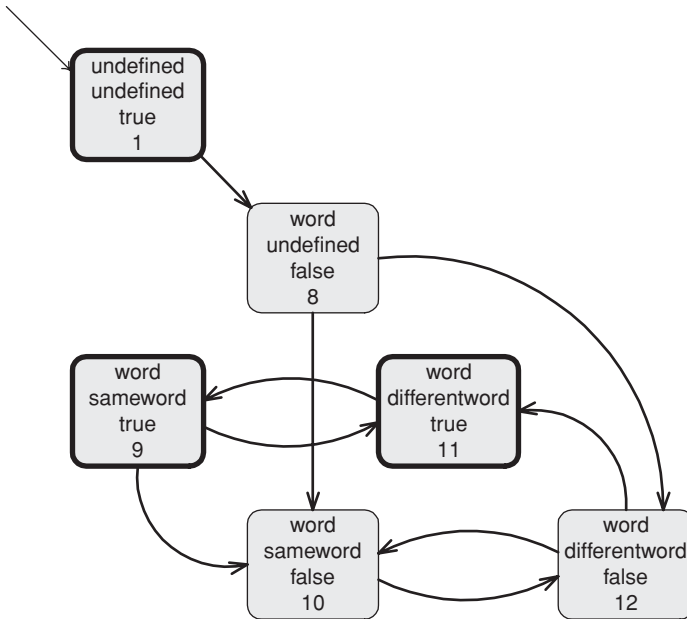 undefined
undefined
true
1
word
undefined
false
8
word
sameword
true
9
word
differentword
true
11
word
sameword
false
10
word
differentword
false
12